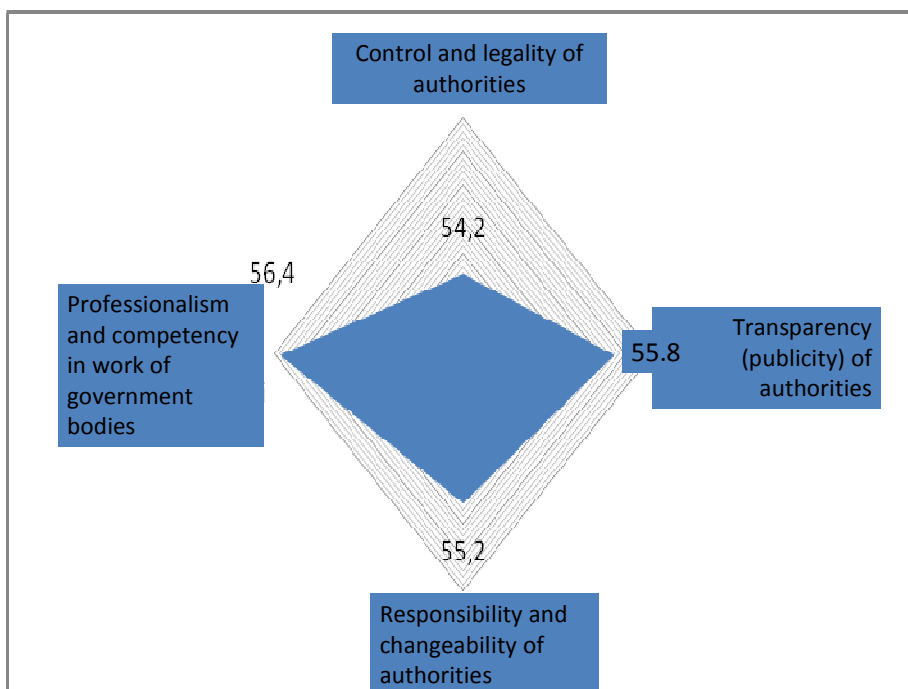 Control and legality of
authorities
54,2
56,4
Professionalism
and competency
in work of
government
bodies
55.8
Transparency
(publicity) of
authorities
55,2
Responsibility and
changeability of
authorities